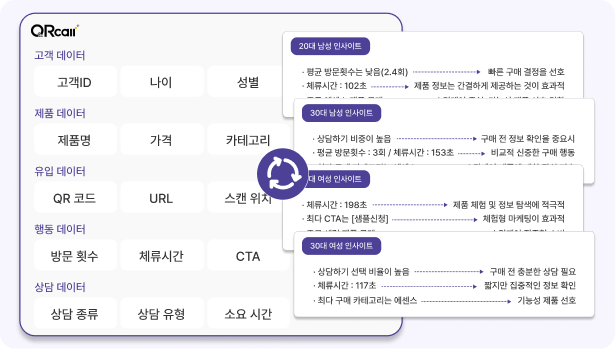 QRcall
고객 데이터
고객ID 나이 성별
제품 데이터
제품명 가격 카테고리
유입 데이터
QR 코드 URL 스캔 위치
행동 데이터
방문 횟수 체류시간 CTA
상담 데이터
상담 종류 상담 유형 소요 시간
20대 남성 인사이트
· 평균 방문횟수는 낮음(2.4회) 빠른 구매 결정을 선호
· 체류시간 : 102초 제품 정보는 간결하게 제공하는 것이 효과적
30대 남성 인사이트
· 상담하기 비중이 높음 구매 전 정보 확인을 중요시
· 평균 방문횟수 : 3회 / 체류시간 : 153초 비교적 신중한 구매 행동
대 여성 인사이트
· 체류시간 : 198초 제품 체험 및 정보 탐색에 적극적
· 최다 CTA는 [샘플신청] 체험형 마케팅이 효과적
30대 여성 인사이트
· 상담하기 선택 비율이 높음 구매 전 충분한 상담 필요
· 체류시간 : 117초 짧지만 집중적인 정보 확인
· 최다 구매 카테고리는 에센스 기능성 제품 선호